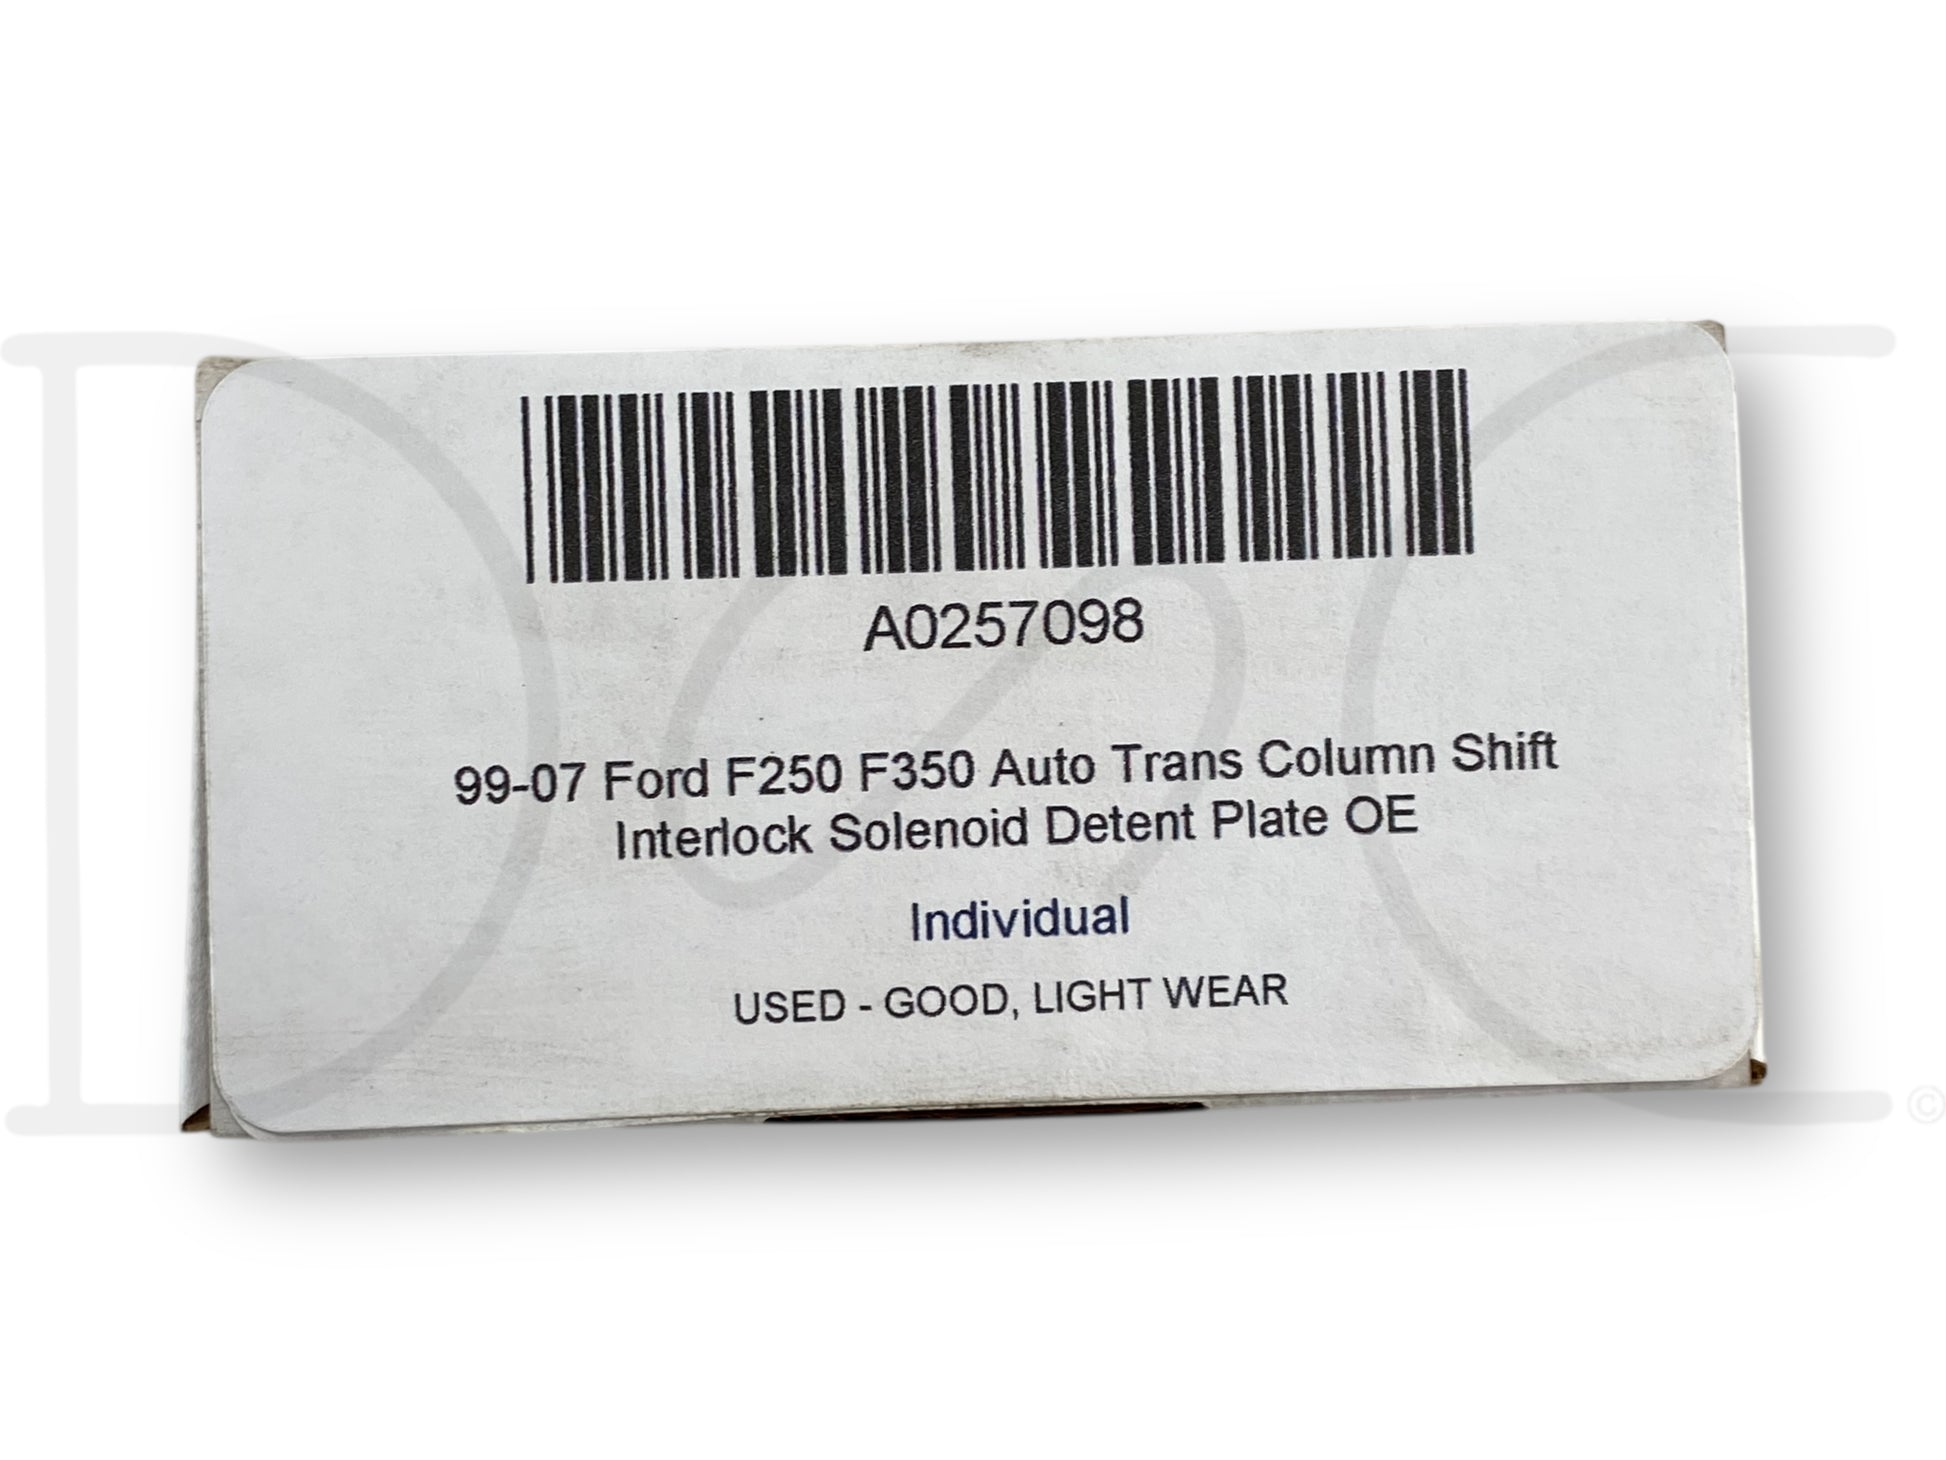 A0257098
99-07 Ford F250 F350 Auto Trans Column Shift
Interlock Solenoid Detent Plate OE
Individual
USED - GOOD, LIGHT WEAR
©